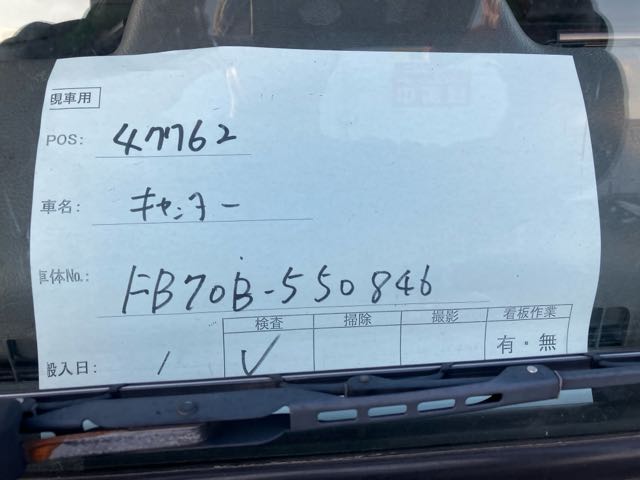 現車用
POS: 47762
車名: キャンター
車体No.: FB70B-550846
検査 掃除 撮影 看板作業
搬入日: / ✓ 有・無